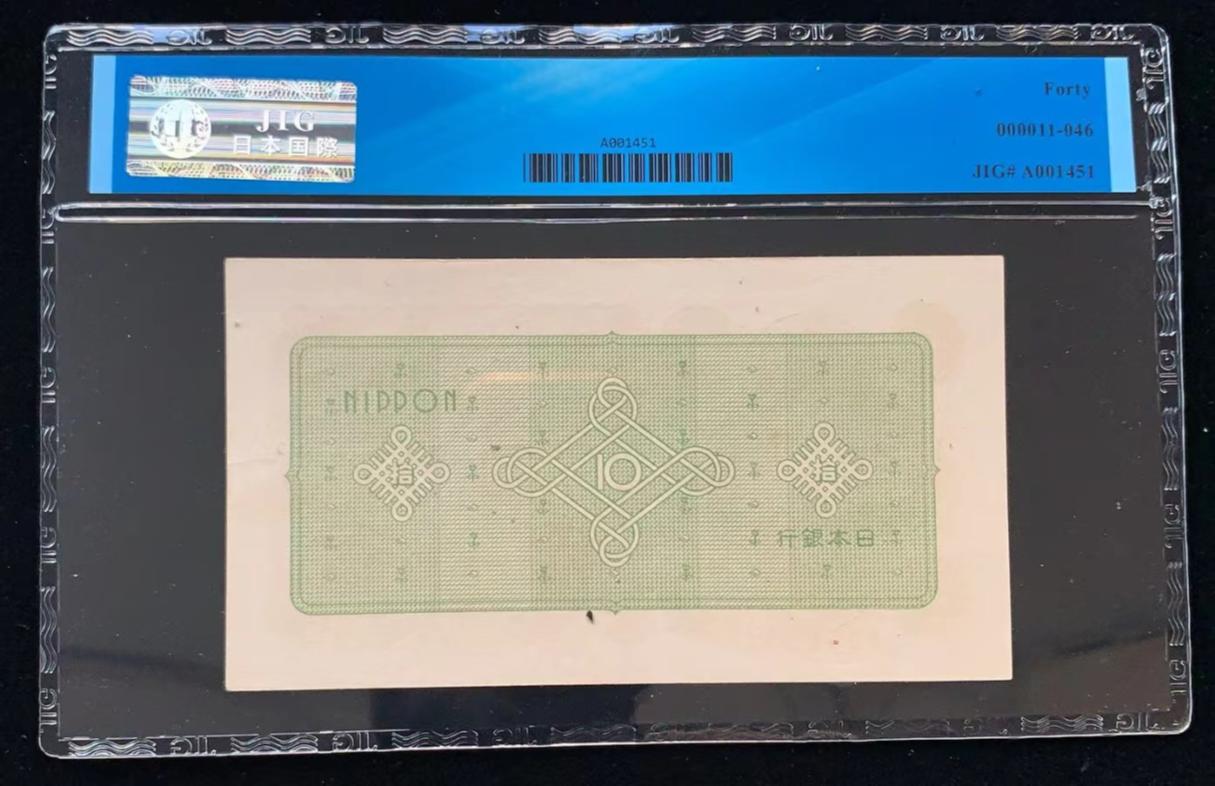 JIG
日本国際
A001451
Forty
000011-046
JIG# A001451
NIPPON
拾
10
拾
行銀本日